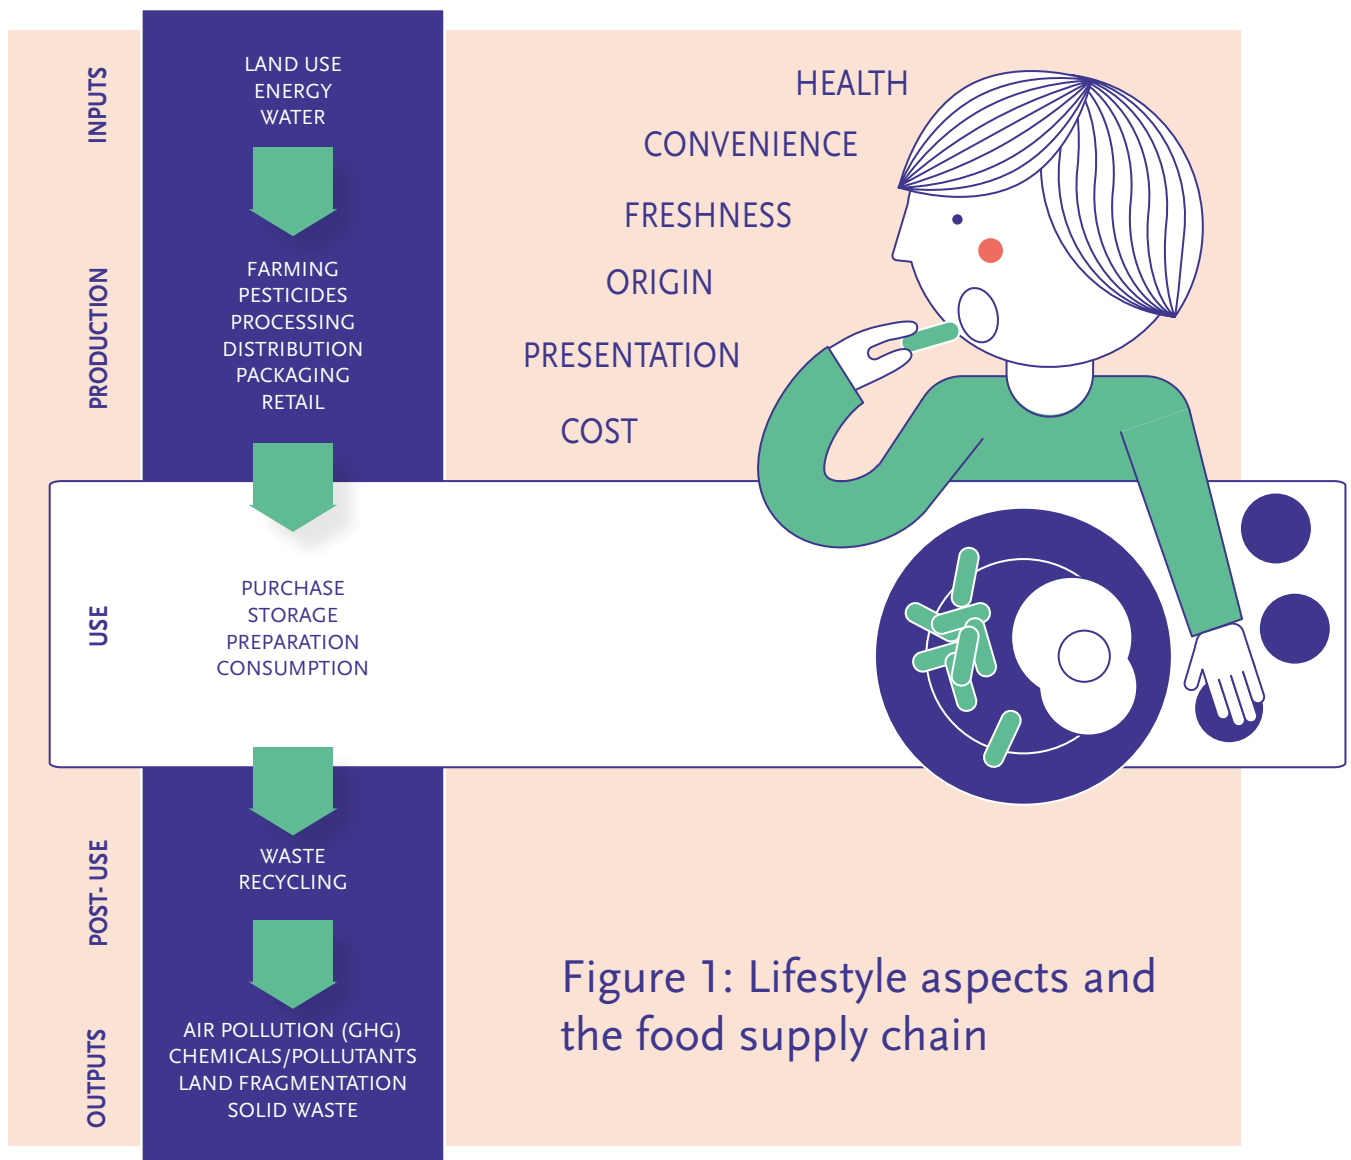 INPUTS
LAND USE
ENERGY
WATER
PRODUCTION
FARMING
PESTICIDES
PROCESSING
DISTRIBUTION
PACKAGING
RETAIL
USE
PURCHASE
STORAGE
PREPARATION
CONSUMPTION
POST- USE
WASTE
RECYCLING
OUTPUTS
AIR POLLUTION (GHG)
CHEMICALS/POLLUTANTS
LAND FRAGMENTATION
SOLID WASTE
HEALTH
CONVENIENCE
FRESHNESS
ORIGIN
PRESENTATION
COST
Figure 1: Lifestyle aspects and
the food supply chain